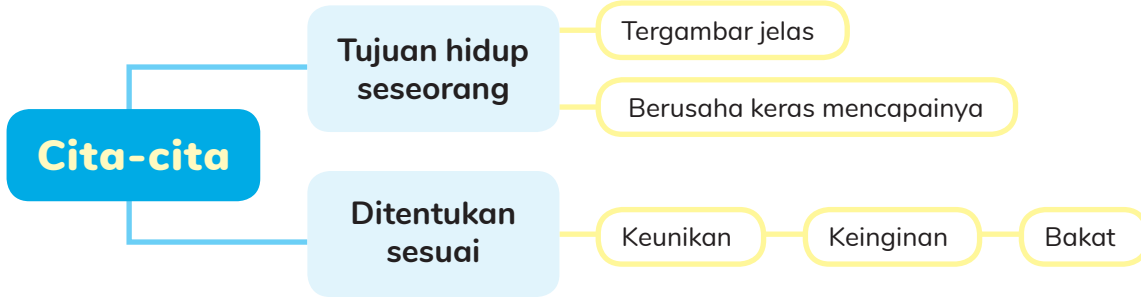 Cita-cita
Tujuan hidup
seseorang
Tergambar jelas
Berusaha keras mencapainya
Ditentukan
sesuai
Keunikan
Keinginan
Bakat